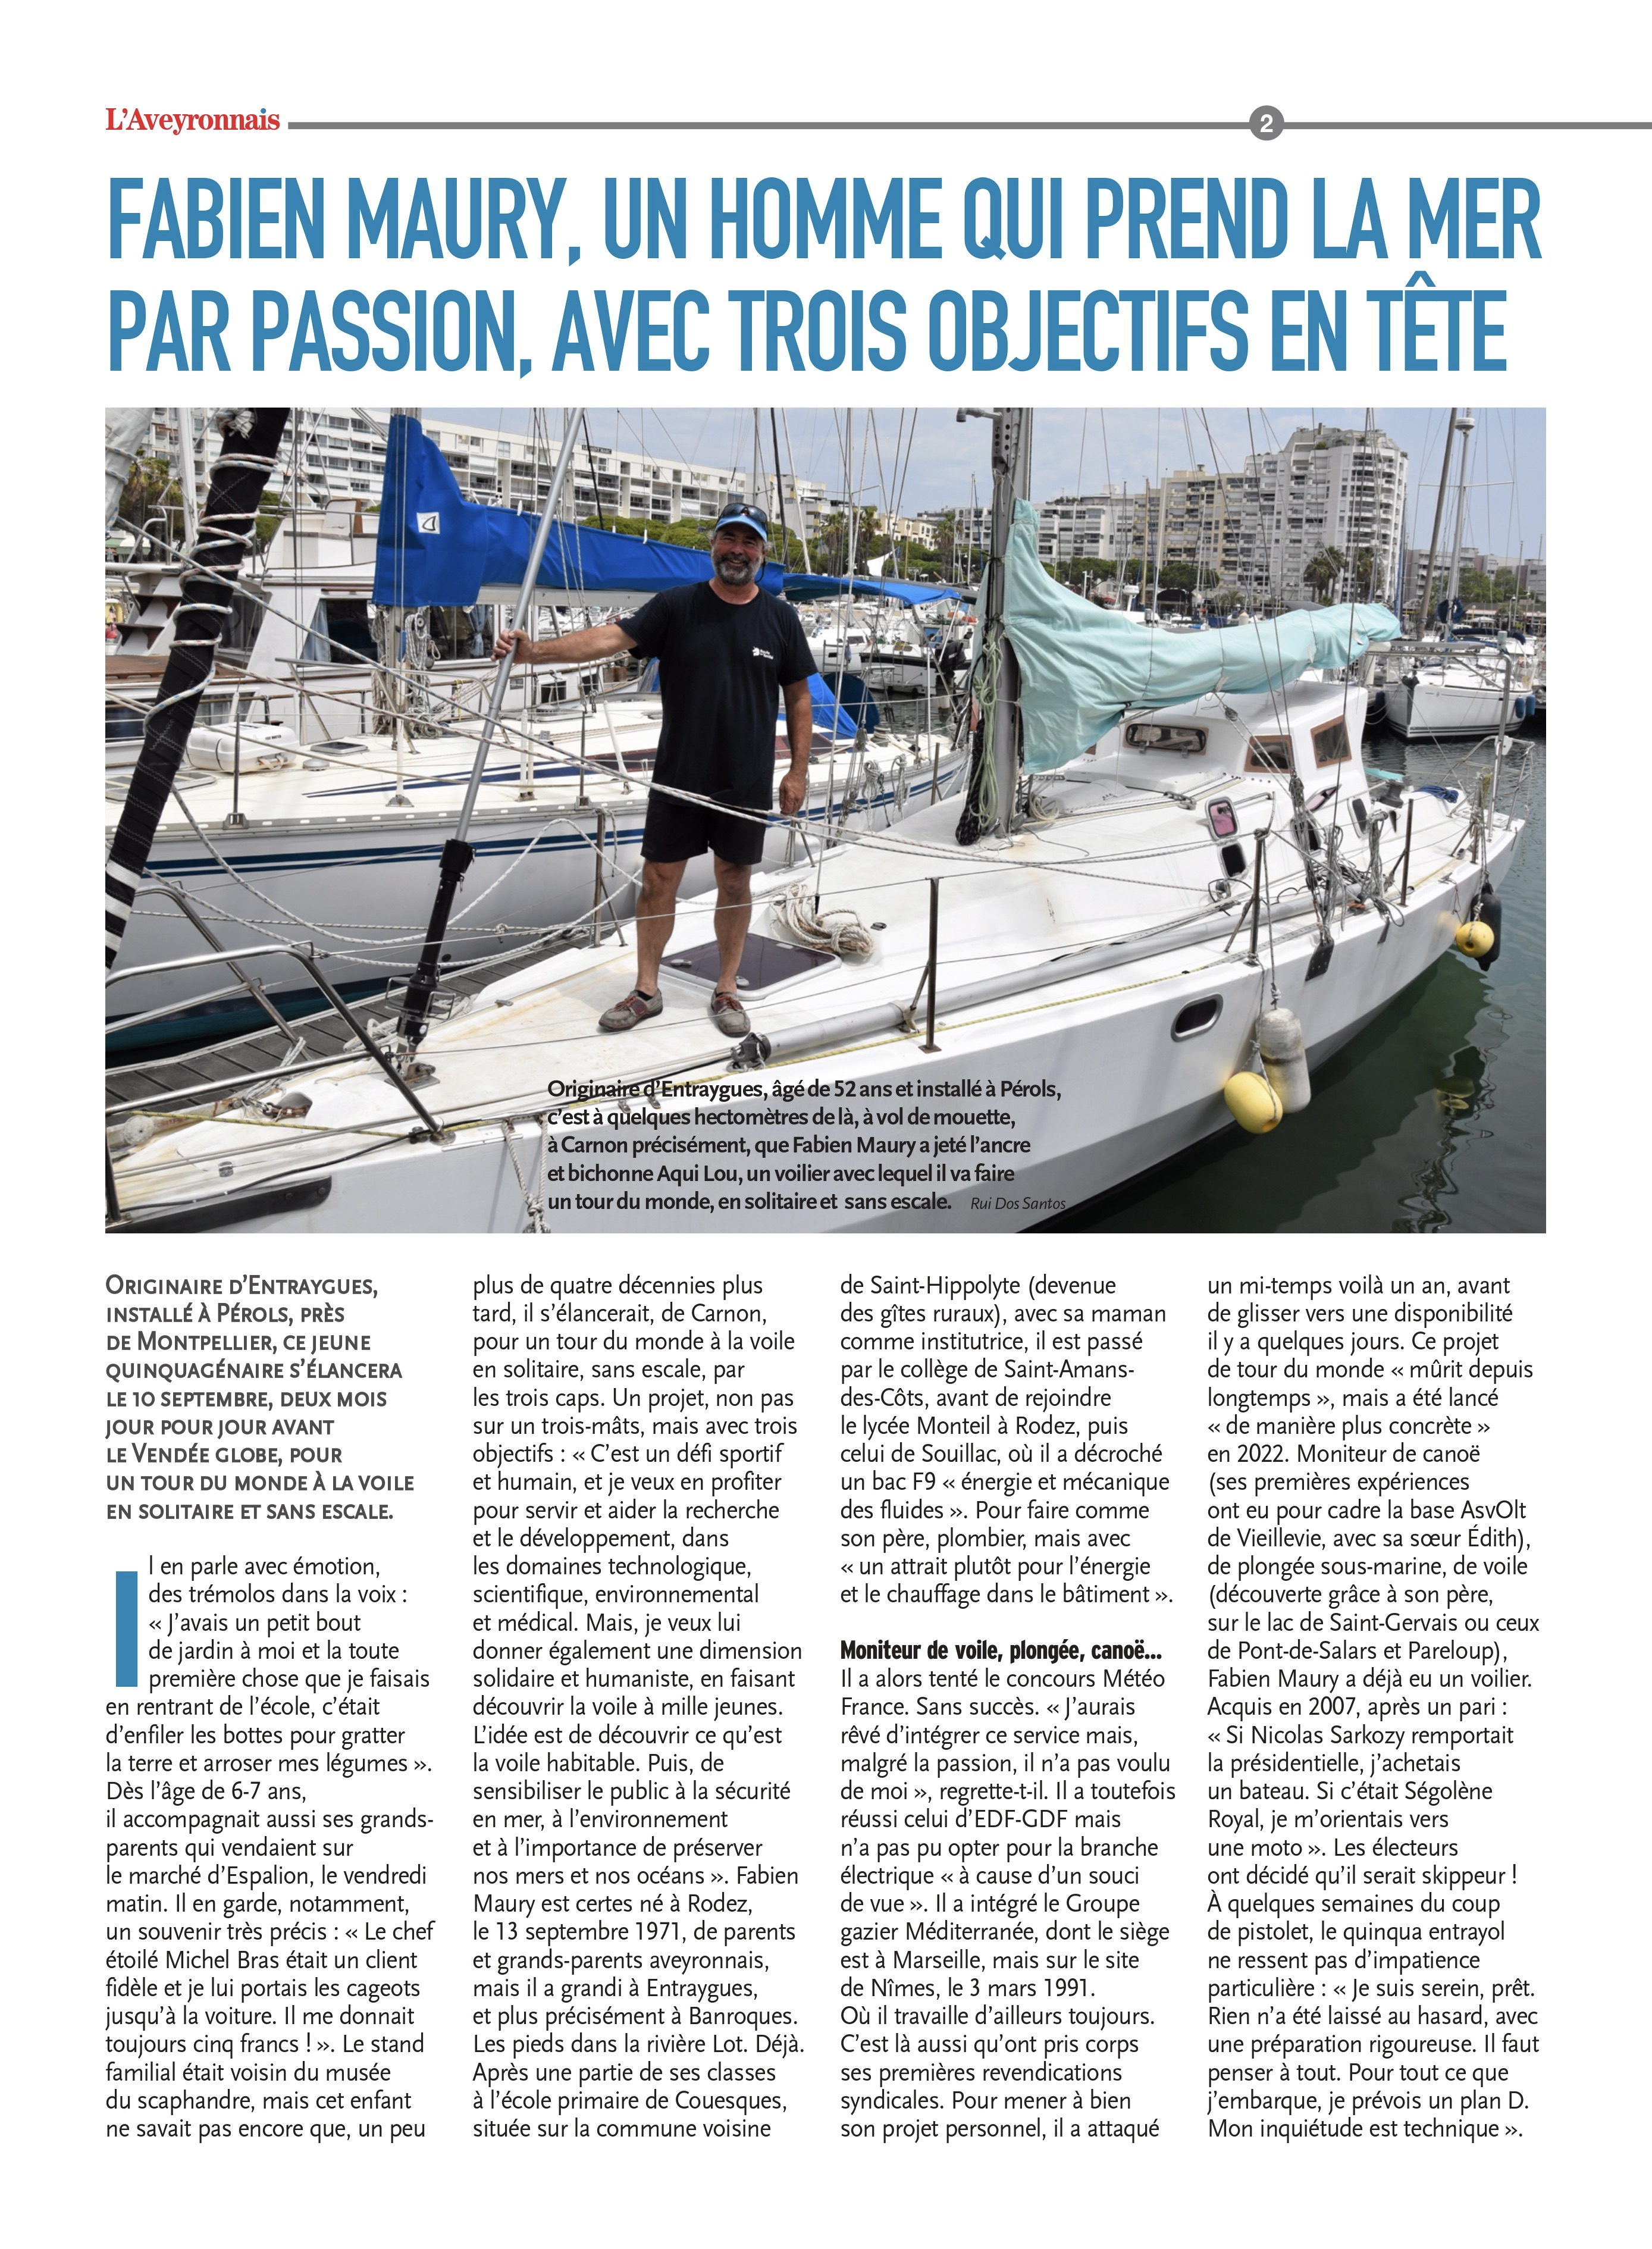 L'Aveyronnais
2
FABIEN MAURY, UN HOMME QUI PREND LA MER
PAR PASSION, AVEC TROIS OBJECTIFS EN TÊTE
Originaire d'Entraygues, âgé de 52 ans et installé à Pérols,
c'est à quelques hectomètres de là, à vol de mouette,
à Carnon précisément, que Fabien Maury a jeté l'ancre
et bichonne Aqui Lou, un voilier avec lequel il va faire
un tour du monde, en solitaire et sans escale. Rui Dos Santos
Originaire d'Entraygues,
installé à Pérols, près
de Montpellier, ce jeune
quinquagénaire s'élancera
le 10 septembre, deux mois
jour pour jour avant
le Vendée globe, pour
un tour du monde à la voile
en solitaire et sans escale.
Il en parle avec émotion,
des trémolos dans la voix :
« J'avais un petit bout
de jardin à moi et la toute
première chose que je faisais
en rentrant de l'école, c'était
d'enfiler les bottes pour gratter
la terre et arroser mes légumes ».
Dès l'âge de 6-7 ans,
il accompagnait aussi ses grands-
parents qui vendaient sur
le marché d'Espalion, le vendredi
matin. Il en garde, notamment,
un souvenir très précis : « Le chef
étoilé Michel Bras était un client
fidèle et je lui portais les cageots
jusqu'à la voiture. Il me donnait
toujours cinq francs ! ». Le stand
familial était voisin du musée
du scaphandre, mais cet enfant
ne savait pas encore que, un peu
plus de quatre décennies plus
tard, il s'élancerait, de Carnon,
pour un tour du monde à la voile
en solitaire, sans escale, par
les trois caps. Un projet, non pas
sur un trois-mâts, mais avec trois
objectifs : « C'est un défi sportif
et humain, et je veux en profiter
pour servir et aider la recherche
et le développement, dans
les domaines technologique,
scientifique, environnemental
et médical. Mais, je veux lui
donner également une dimension
solidaire et humaniste, en faisant
découvrir la voile à mille jeunes.
L'idée est de découvrir ce qu'est
la voile habitable. Puis, de
sensibiliser le public à la sécurité
en mer, à l'environnement
et à l'importance de préserver
nos mers et nos océans ». Fabien
Maury est certes né à Rodez,
le 13 septembre 1971, de parents
et grands-parents aveyronnais,
mais il a grandi à Entraygues,
et plus précisément à Banroques.
Les pieds dans la rivière Lot. Déjà.
Après une partie de ses classes
à l'école primaire de Couesques,
située sur la commune voisine
de Saint-Hippolyte (devenue
des gîtes ruraux), avec sa maman
comme institutrice, il est passé
par le collège de Saint-Amans-
des-Côts, avant de rejoindre
le lycée Monteil à Rodez, puis
celui de Souillac, où il a décroché
un bac F9 « énergie et mécanique
des fluides ». Pour faire comme
son père, plombier, mais avec
« un attrait plutôt pour l'énergie
et le chauffage dans le bâtiment ».
Moniteur de voile, plongée, canoë...
Il a alors tenté le concours Météo
France. Sans succès. « J'aurais
rêvé d'intégrer ce service mais,
malgré la passion, il n'a pas voulu
de moi », regrette-t-il. Il a toutefois
réussi celui d'EDF-GDF mais
n'a pas pu opter pour la branche
électrique « à cause d'un souci
de vue ». Il a intégré le Groupe
gazier Méditerranée, dont le siège
est à Marseille, mais sur le site
de Nîmes, le 3 mars 1991.
Où il travaille d'ailleurs toujours.
C'est là aussi qu'ont pris corps
ses premières revendications
syndicales. Pour mener à bien
son projet personnel, il a attaqué
un mi-temps voilà un an, avant
de glisser vers une disponibilité
il y a quelques jours. Ce projet
de tour du monde « mûrit depuis
longtemps », mais a été lancé
« de manière plus concrète »
en 2022. Moniteur de canoë
(ses premières expériences
ont eu pour cadre la base AsvOlt
de Vieillevie, avec sa sœur Édith),
de plongée sous-marine, de voile
(découverte grâce à son père,
sur le lac de Saint-Gervais ou ceux
de Pont-de-Salars et Pareloup),
Fabien Maury a déjà eu un voilier.
Acquis en 2007, après un pari :
« Si Nicolas Sarkozy remportait
la présidentielle, j'achetais
un bateau. Si c'était Ségolène
Royal, je m'orientais vers
une moto ». Les électeurs
ont décidé qu'il serait skippeur !
À quelques semaines du coup
de pistolet, le quinqua entrayol
ne ressent pas d'impatience
particulière : « Je suis serein, prêt.
Rien n'a été laissé au hasard, avec
une préparation rigoureuse. Il faut
penser à tout. Pour tout ce que
j'embarque, je prévois un plan D.
Mon inquiétude est technique ».